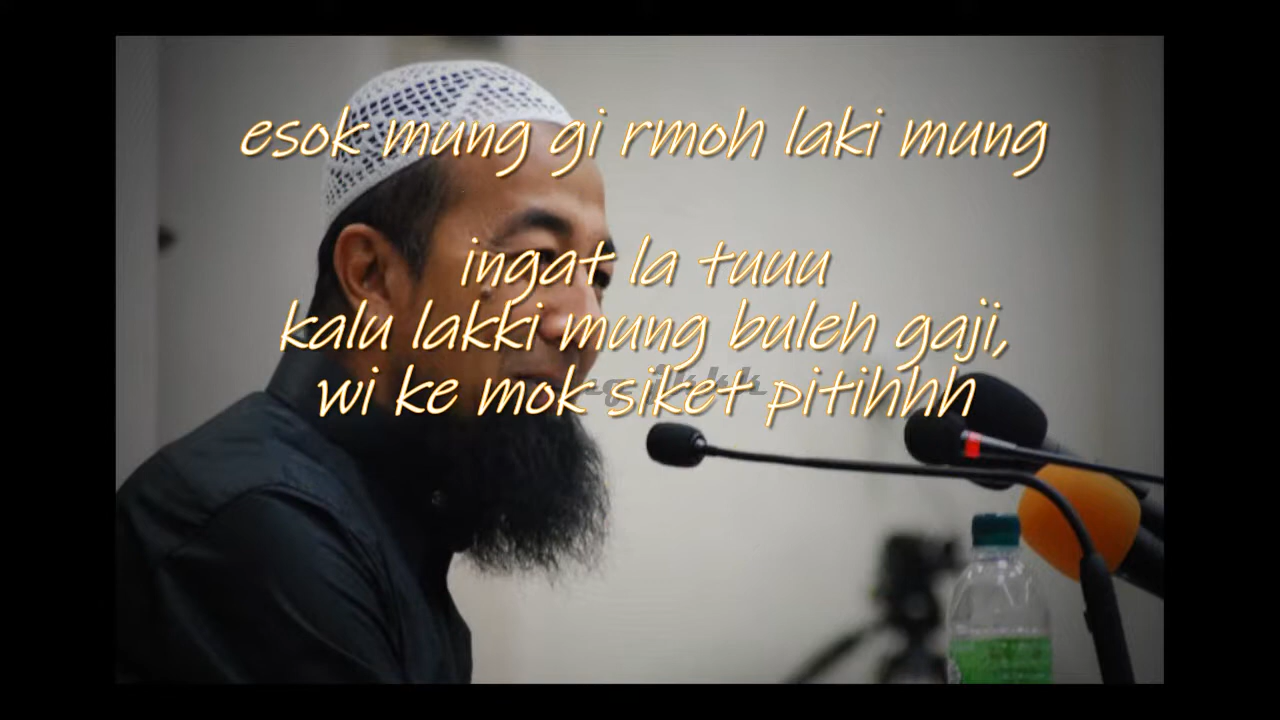 esok mung gi rmoh laki mung
ingat la tuuu
kalu lakki mung buleh gaji,
wi ke mok siket pitihhh